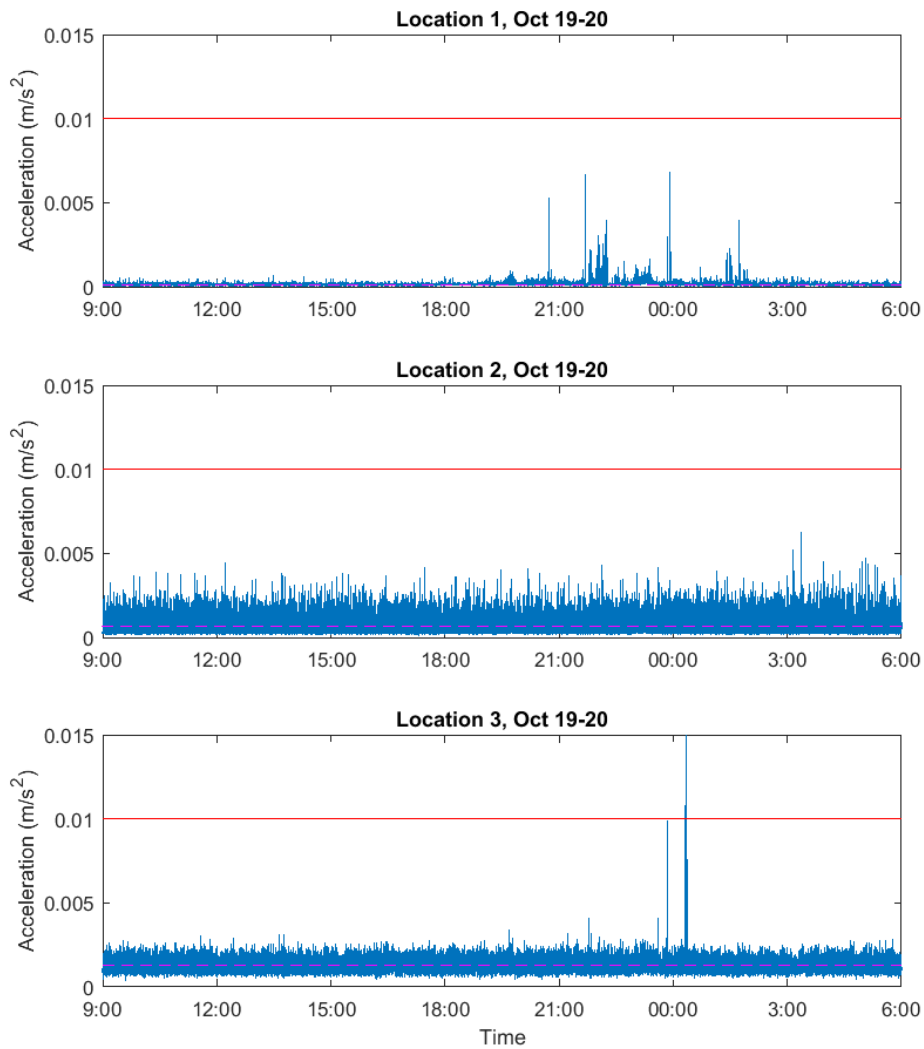 Location 1, Oct 19-20
0.015
0.01
0.005
0
Acceleration (m/s²)
9:00 12:00 15:00 18:00 21:00 00:00 3:00 6:00
Location 2, Oct 19-20
0.015
0.01
0.005
0
Acceleration (m/s²)
9:00 12:00 15:00 18:00 21:00 00:00 3:00 6:00
Location 3, Oct 19-20
0.015
0.01
0.005
0
Acceleration (m/s²)
9:00 12:00 15:00 18:00 21:00 00:00 3:00 6:00
Time